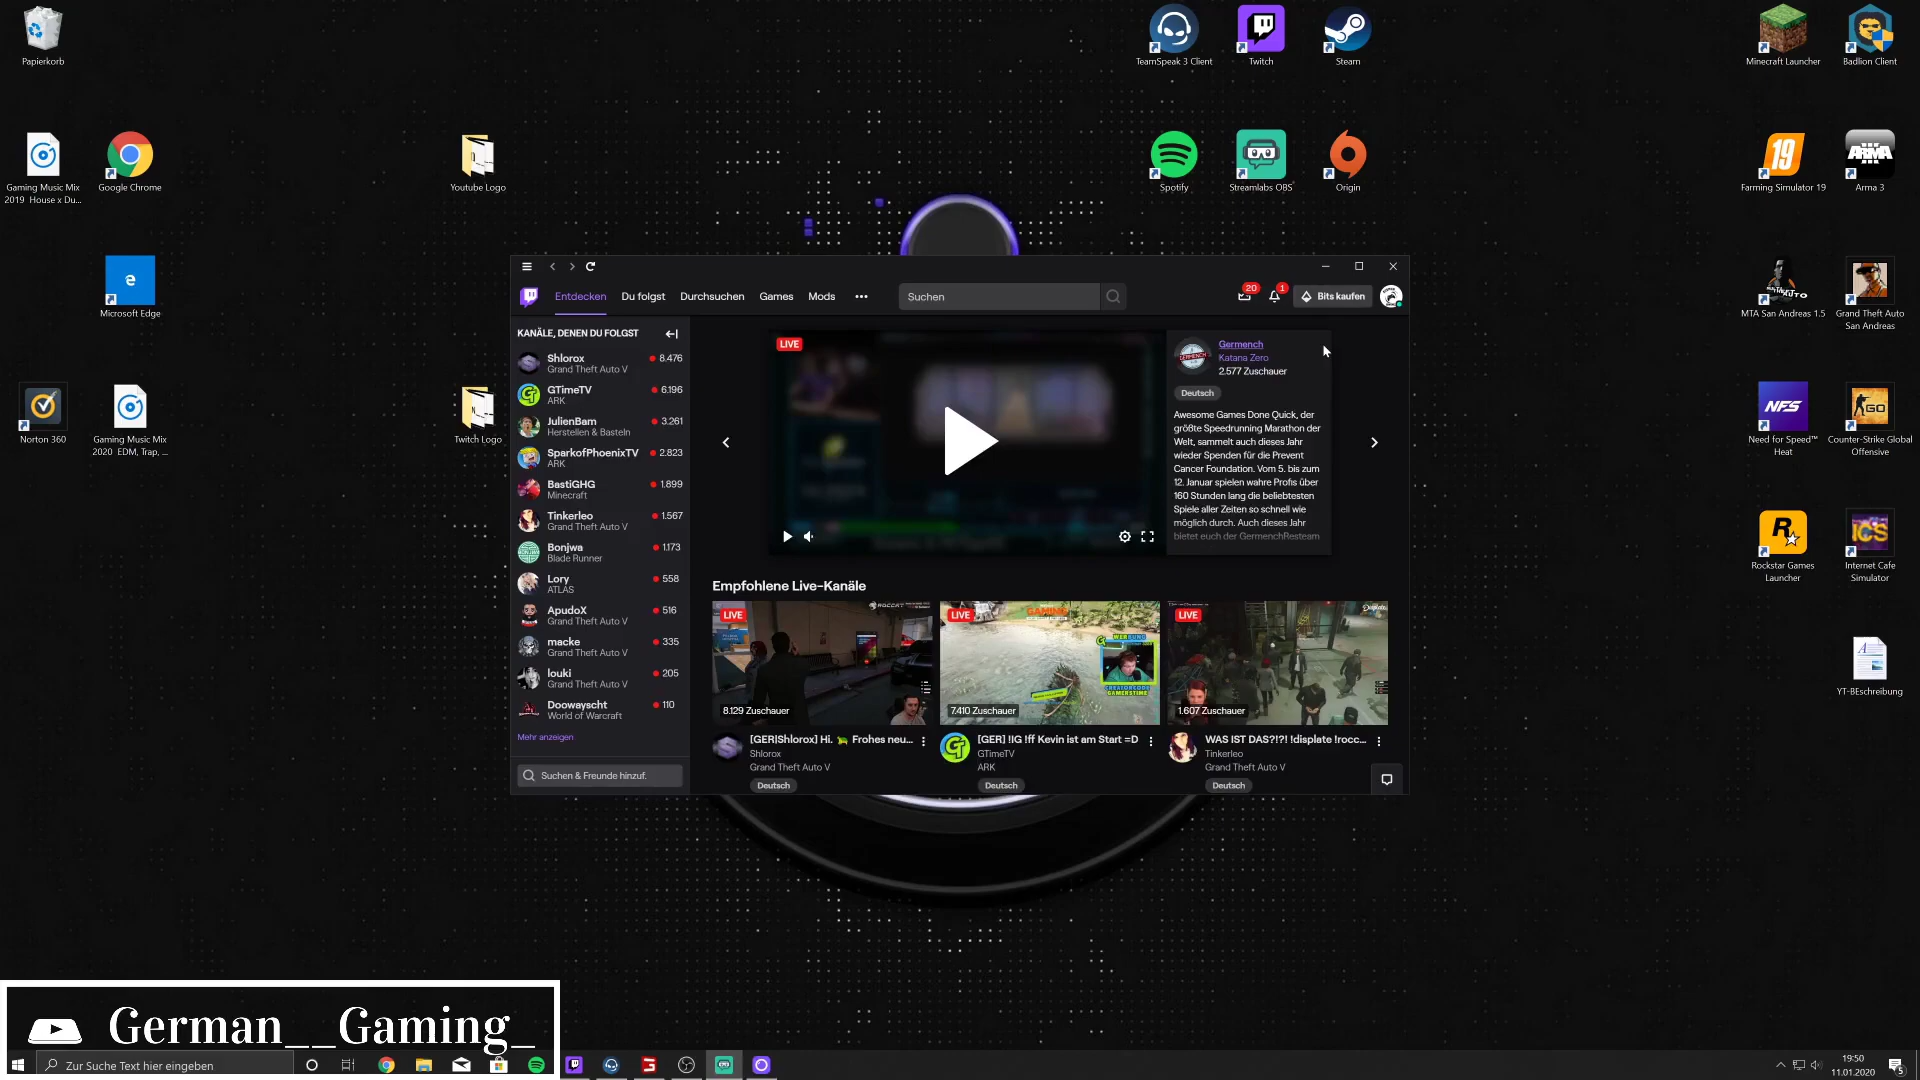 Papierkorb
TeamSpeak 3 Client
Twitch
Steam
Minecraft Launcher
Badlion Client
Gaming Music Mix
2019 House x Du...
Google Chrome
Youtube Logo
Spotify
Streamlabs OBS
Origin
19
Farming Simulator 19
ARMA
Arma 3
Microsoft Edge
MTA San Andreas 1.5
Grand Theft Auto
San Andreas
Norton 360
Gaming Music Mix
2020 EDM, Trap, ...
Twitch Logo
NFS
Need for Speed™
Heat
GO
Counter-Strike Global
Offensive
Rockstar Games
Launcher
ICS
Internet Cafe
Simulator
YT-BEschreibung
Entdecken
Du folgst
Durchsuchen
Games
Mods
Suchen
20
1
Bits kaufen
KANÄLE, DENEN DU FOLGST
Shlorox
8.476
Grand Theft Auto V
GTimeTV
6.196
ARK
JulienBam
3.261
Herstellen & Basteln
SparkofPhoenixTV
2.823
ARK
BastiGHG
1.899
Minecraft
Tinkerleo
1.567
Grand Theft Auto V
Bonjwa
1.173
Blade Runner
Lory
558
ATLAS
ApudoX
516
Grand Theft Auto V
macke
335
Grand Theft Auto V
louki
205
Grand Theft Auto V
Doowayscht
110
World of Warcraft
Mehr anzeigen
Suchen & Freunde hinzuf.
LIVE
Germench
Katana Zero
2.577 Zuschauer
Deutsch
Awesome Games Done Quick, der
größte Speedrunning Marathon der
Welt, sammelt auch dieses Jahr
wieder Spenden für die Prevent
Cancer Foundation. Vom 5. bis zum
12. Januar spielen wahre Profis über
160 Stunden lang die beliebtesten
Spiele aller Zeiten so schnell wie
möglich durch. Auch dieses Jahr
bietet euch der GermenchResteam
Empfohlene Live-Kanäle
LIVE
ROCCAT
8.129 Zuschauer
[GER|Shlorox] Hi. 🐢 Frohes neu...
Shlorox
Grand Theft Auto V
Deutsch
LIVE
GAMING
WERBUNG
CREATORCODE
GAMERSTIME
7.410 Zuschauer
[GER] !IG !ff Kevin ist am Start =D
GTimeTV
ARK
Deutsch
LIVE
Displate
1.607 Zuschauer
WAS IST DAS?!?! !displate !rocc...
Tinkerleo
Grand Theft Auto V
Deutsch
German__Gaming_
Zur Suche Text hier eingeben
19:50
11.01.2020
5